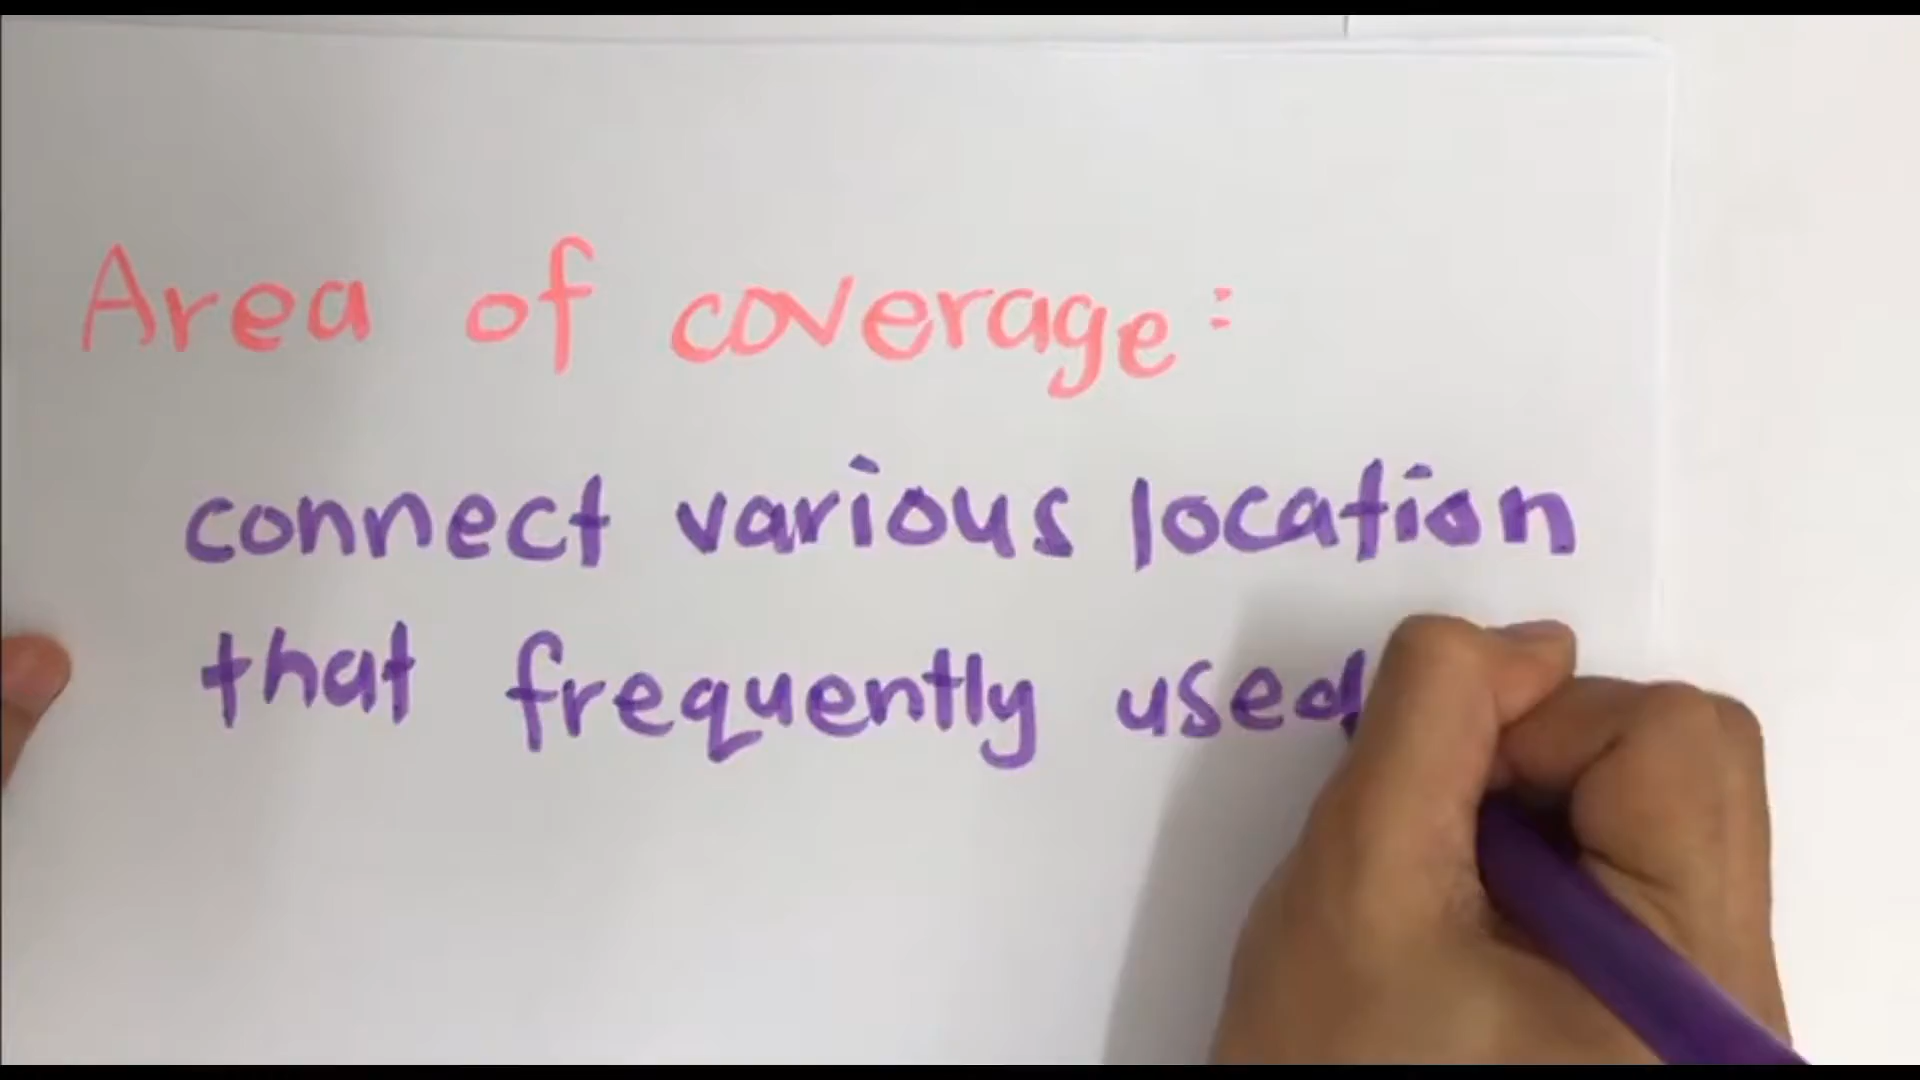 Area of coverage:
connect various location
that frequently used